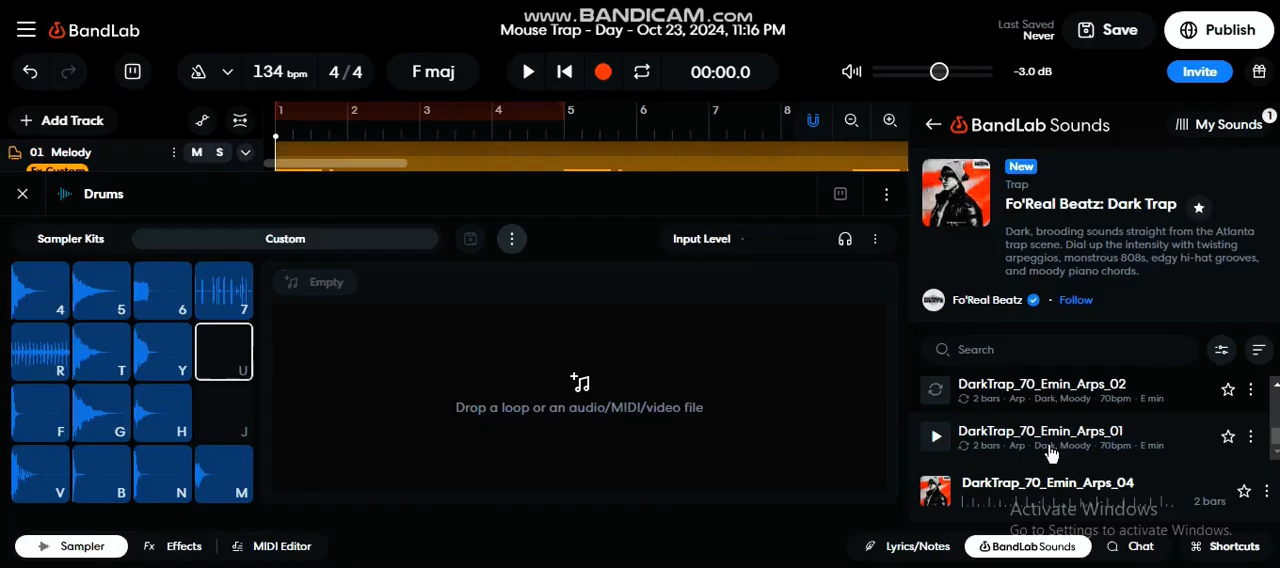 www.BANDICAM.com
BandLab
Mouse Trap - Day - Oct 23, 2024, 11:16 PM
Last Saved
Never
Save
Publish
134 bpm
4/4
F maj
00:00.0
-3.0 dB
Invite
Add Track
1 2 3 4 5 6 7 8
BandLab Sounds
My Sounds
1
01 Melody
M S
Fx Custom
New
Trap
Fo'Real Beatz: Dark Trap
Dark, brooding sounds straight from the Atlanta
trap scene. Dial up the intensity with twisting
arpeggios, monstrous 808s, edgy hi-hat grooves,
and moody piano chords.
Fo'Real Beatz
· Follow
Drums
Sampler Kits
Custom
Input Level
4 5 6 7
R T Y U
F G H J
V B N M
Empty
Drop a loop or an audio/MIDI/video file
Search
DarkTrap_70_Emin_Arps_02
2 bars · Arp · Dark, Moody · 70bpm · E min
DarkTrap_70_Emin_Arps_01
2 bars · Arp · Dark, Moody · 70bpm · E min
DarkTrap_70_Emin_Arps_04
2 bars
Activate Windows
Go to Settings to activate Windows.
Sampler
Fx Effects
MIDI Editor
Lyrics/Notes
BandLab Sounds
Chat
Shortcuts